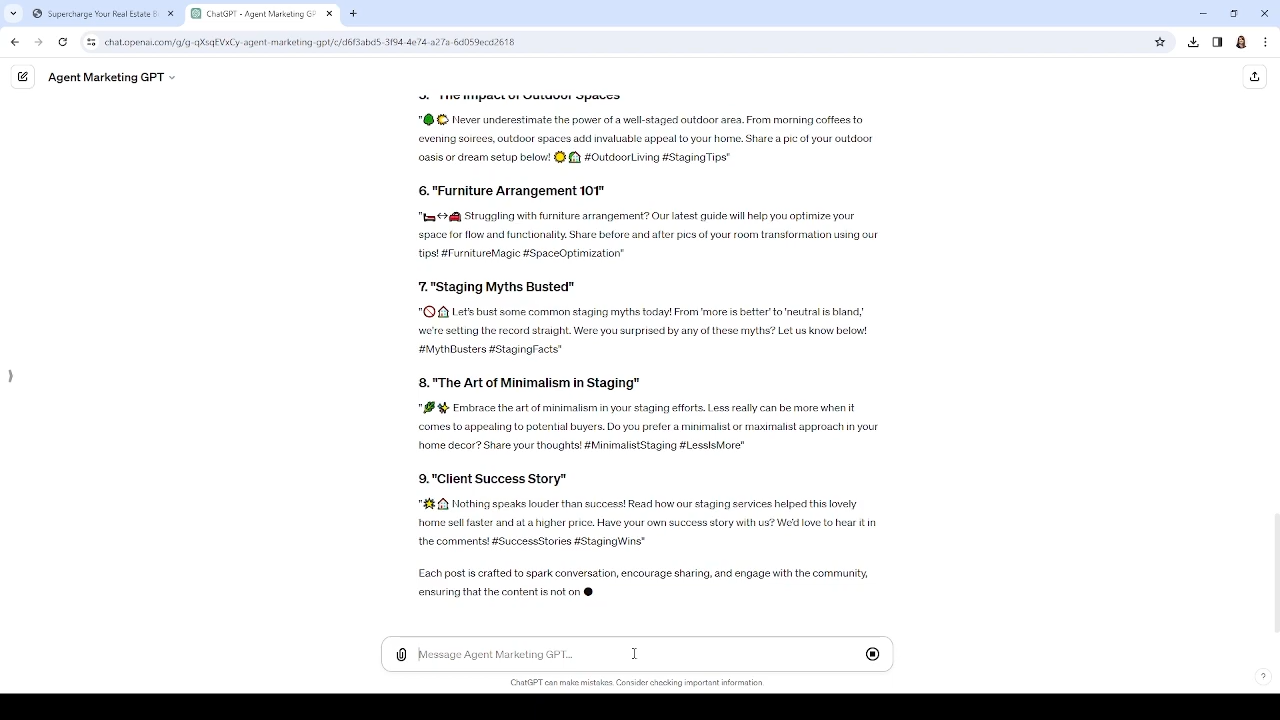 Supercharge Your Real Estate B
ChatGPT - Agent Marketing GP
chat.openai.com/g/g-qXsqEVxCy-agent-marketing-gpt/c/d6f3abd5-3f94-4e74-a27a-6d059ecd2618
Agent Marketing GPT
5. "The Impact of Outdoor Spaces"
"🌳🌞 Never underestimate the power of a well-staged outdoor area. From morning coffees to
evening soirees, outdoor spaces add invaluable appeal to your home. Share a pic of your outdoor
oasis or dream setup below! 🌞🏡 #OutdoorLiving #StagingTips"
6. "Furniture Arrangement 101"
"🛏️↔️🛋️ Struggling with furniture arrangement? Our latest guide will help you optimize your
space for flow and functionality. Share before and after pics of your room transformation using our
tips! #FurnitureMagic #SpaceOptimization"
7. "Staging Myths Busted"
"🚫🏠 Let's bust some common staging myths today! From 'more is better' to 'neutral is bland,'
we're setting the record straight. Were you surprised by any of these myths? Let us know below!
#MythBusters #StagingFacts"
8. "The Art of Minimalism in Staging"
"🌿✨ Embrace the art of minimalism in your staging efforts. Less really can be more when it
comes to appealing to potential buyers. Do you prefer a minimalist or maximalist approach in your
home decor? Share your thoughts! #MinimalistStaging #LessIsMore"
9. "Client Success Story"
"🌟🏠 Nothing speaks louder than success! Read how our staging services helped this lovely
home sell faster and at a higher price. Have your own success story with us? We'd love to hear it in
the comments! #SuccessStories #StagingWins"
Each post is crafted to spark conversation, encourage sharing, and engage with the community,
ensuring that the content is not on
Message Agent Marketing GPT...
ChatGPT can make mistakes. Consider checking important information.
?